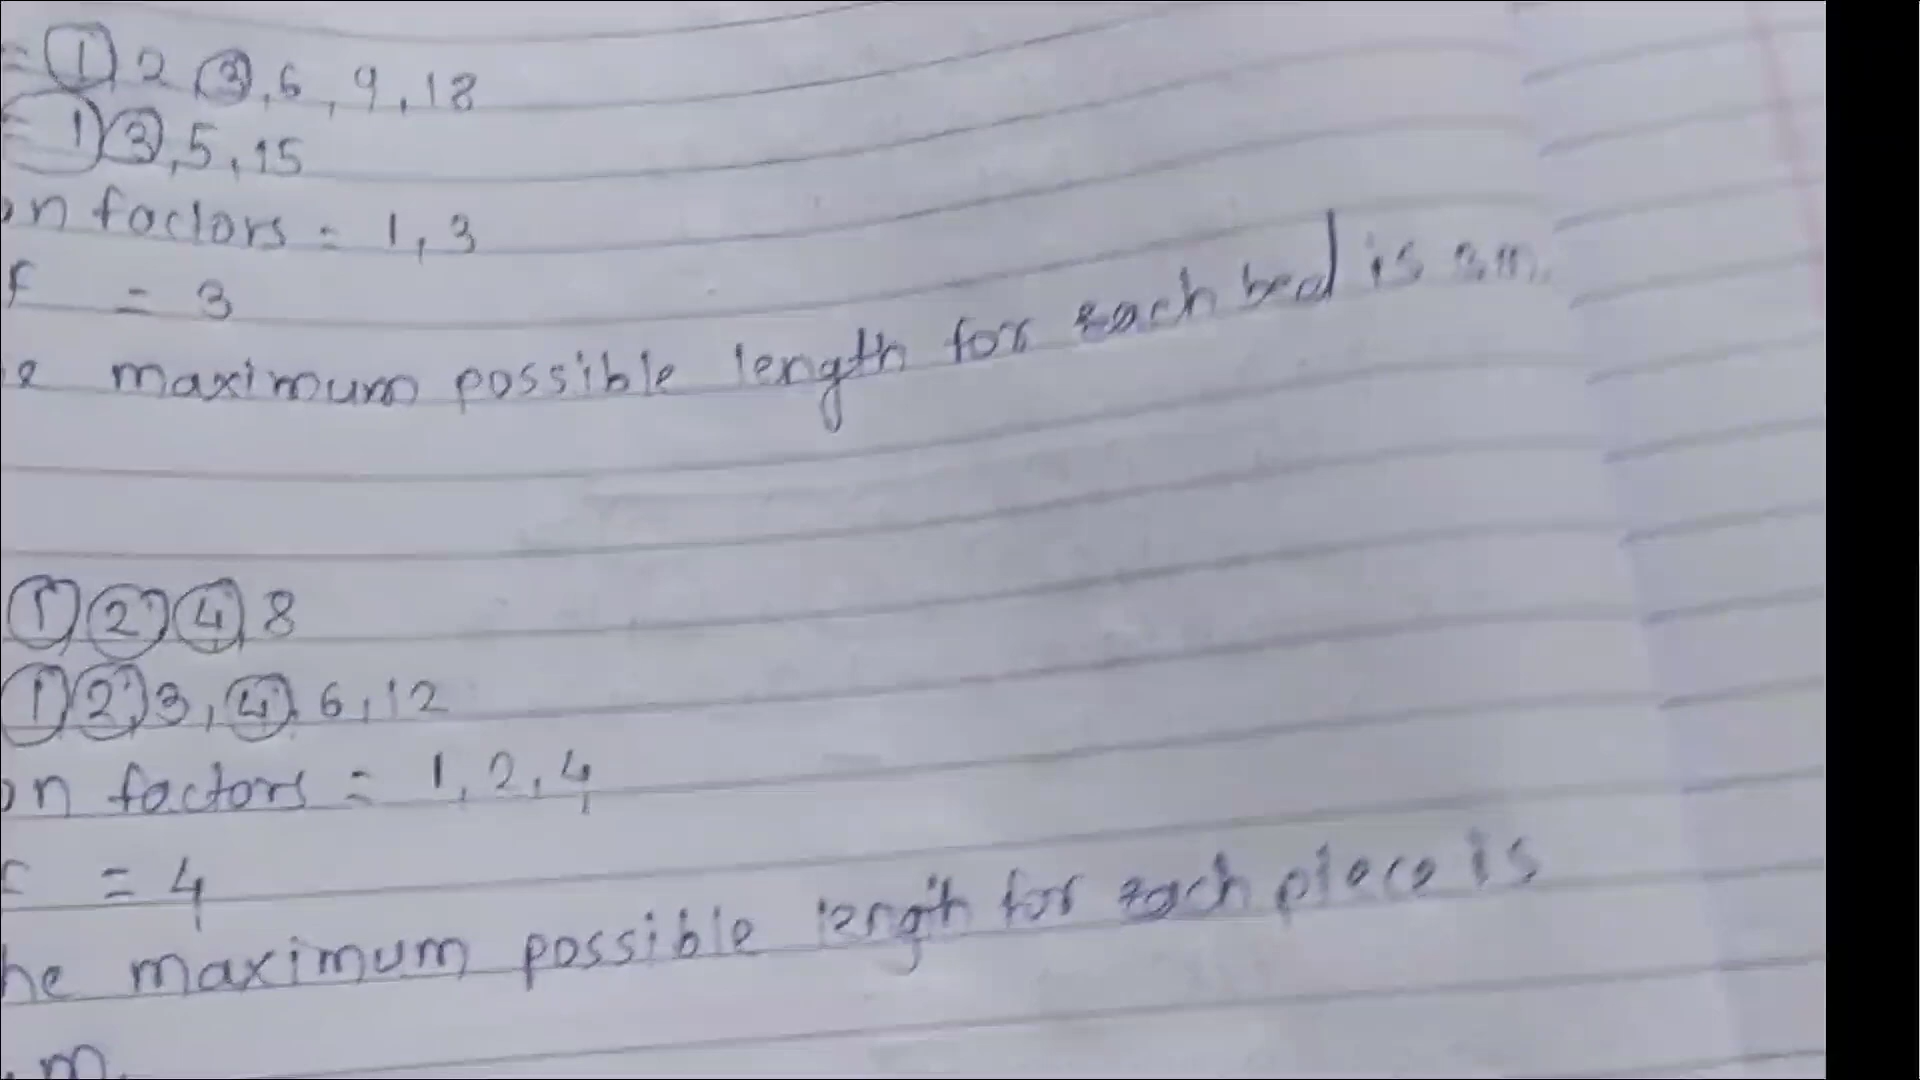 = 1, 2, 3, 6, 9, 18
= 1, 3, 5, 15
on factors = 1, 3
F = 3
e maximum possible length for each bed is 3m.
1, 2, 4, 8
1, 2, 3, 4, 6, 12
on factors = 1, 2, 4
= 4
he maximum possible length for each piece is
m.